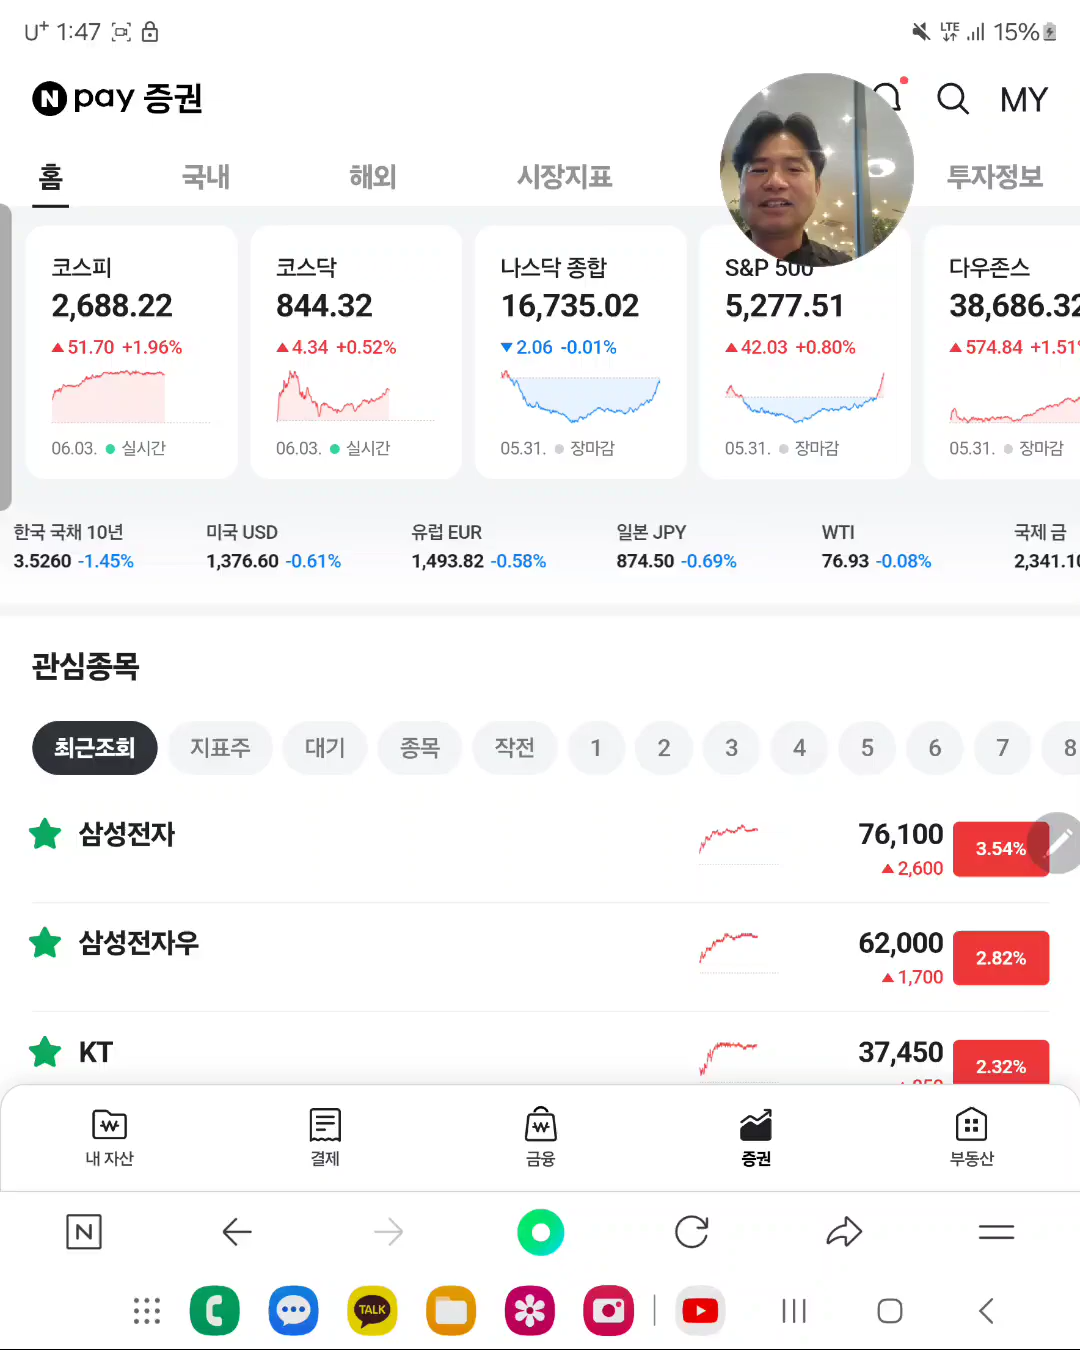 U+ 1:47 LTE 15%
N pay 증권 MY
홈 국내 해외 시장지표 투자정보
코스피 코스닥 나스닥 종합 S&P 500 다우존스
2,688.22 844.32 16,735.02 5,277.51 38,686.32
▲51.70 +1.96% ▲4.34 +0.52% ▼2.06 -0.01% ▲42.03 +0.80% ▲574.84 +1.51%
06.03. 실시간 06.03. 실시간 05.31. 장마감 05.31. 장마감 05.31. 장마감
한국 국채 10년 미국 USD 유럽 EUR 일본 JPY WTI 국제 금
3.5260 -1.45% 1,376.60 -0.61% 1,493.82 -0.58% 874.50 -0.69% 76.93 -0.08% 2,341.10
관심종목
최근조회 지표주 대기 종목 작전 1 2 3 4 5 6 7 8
삼성전자 76,100 3.54%
▲2,600
삼성전자우 62,000 2.82%
▲1,700
KT 37,450 2.32%
내 자산 결제 금융 증권 부동산
N
TALK